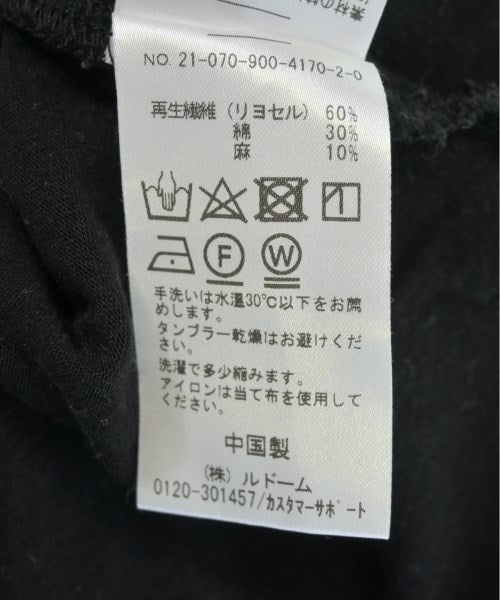 素材の特
NO. 21-070-900-4170-2-0
再生繊維（リヨセル） 60%
綿 30%
麻 10%
F W
手洗いは水温30℃以下をお薦
めします。
タンブラー乾燥はお避けくだ
さい。
洗濯で多少縮みます。
アイロンは当て布を使用して
ください。
中国製
（株）ルドーム
0120-301457/ｶｽﾀﾏｰｻﾎﾟｰﾄ